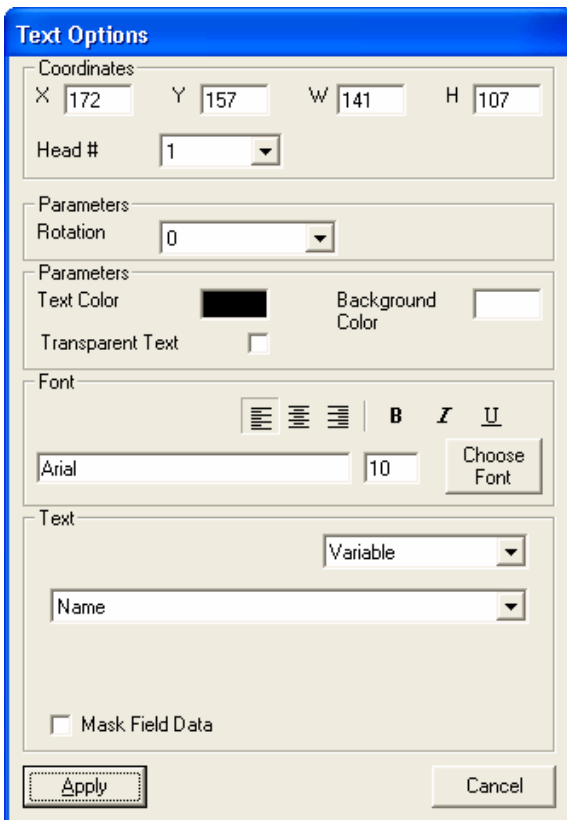 Text Options
Coordinates
X 172 Y 157 W 141 H 107
Head # 1
Parameters
Rotation 0
Parameters
Text Color Background Color
Transparent Text
Font
B I U
Arial 10 Choose Font
Text
Variable
Name
Mask Field Data
Apply Cancel